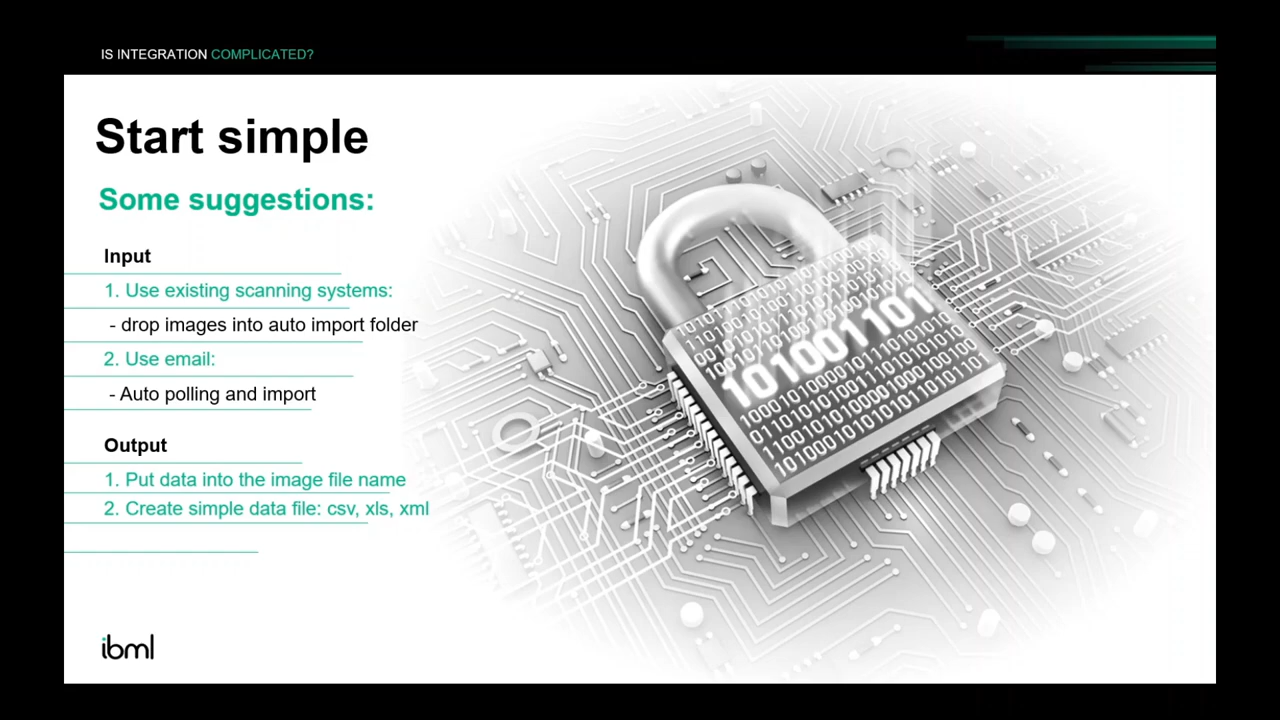 IS INTEGRATION COMPLICATED?
Start simple
Some suggestions:
Input
1. Use existing scanning systems:
- drop images into auto import folder
2. Use email:
- Auto polling and import
Output
1. Put data into the image file name
2. Create simple data file: csv, xls, xml
ibml
101001101